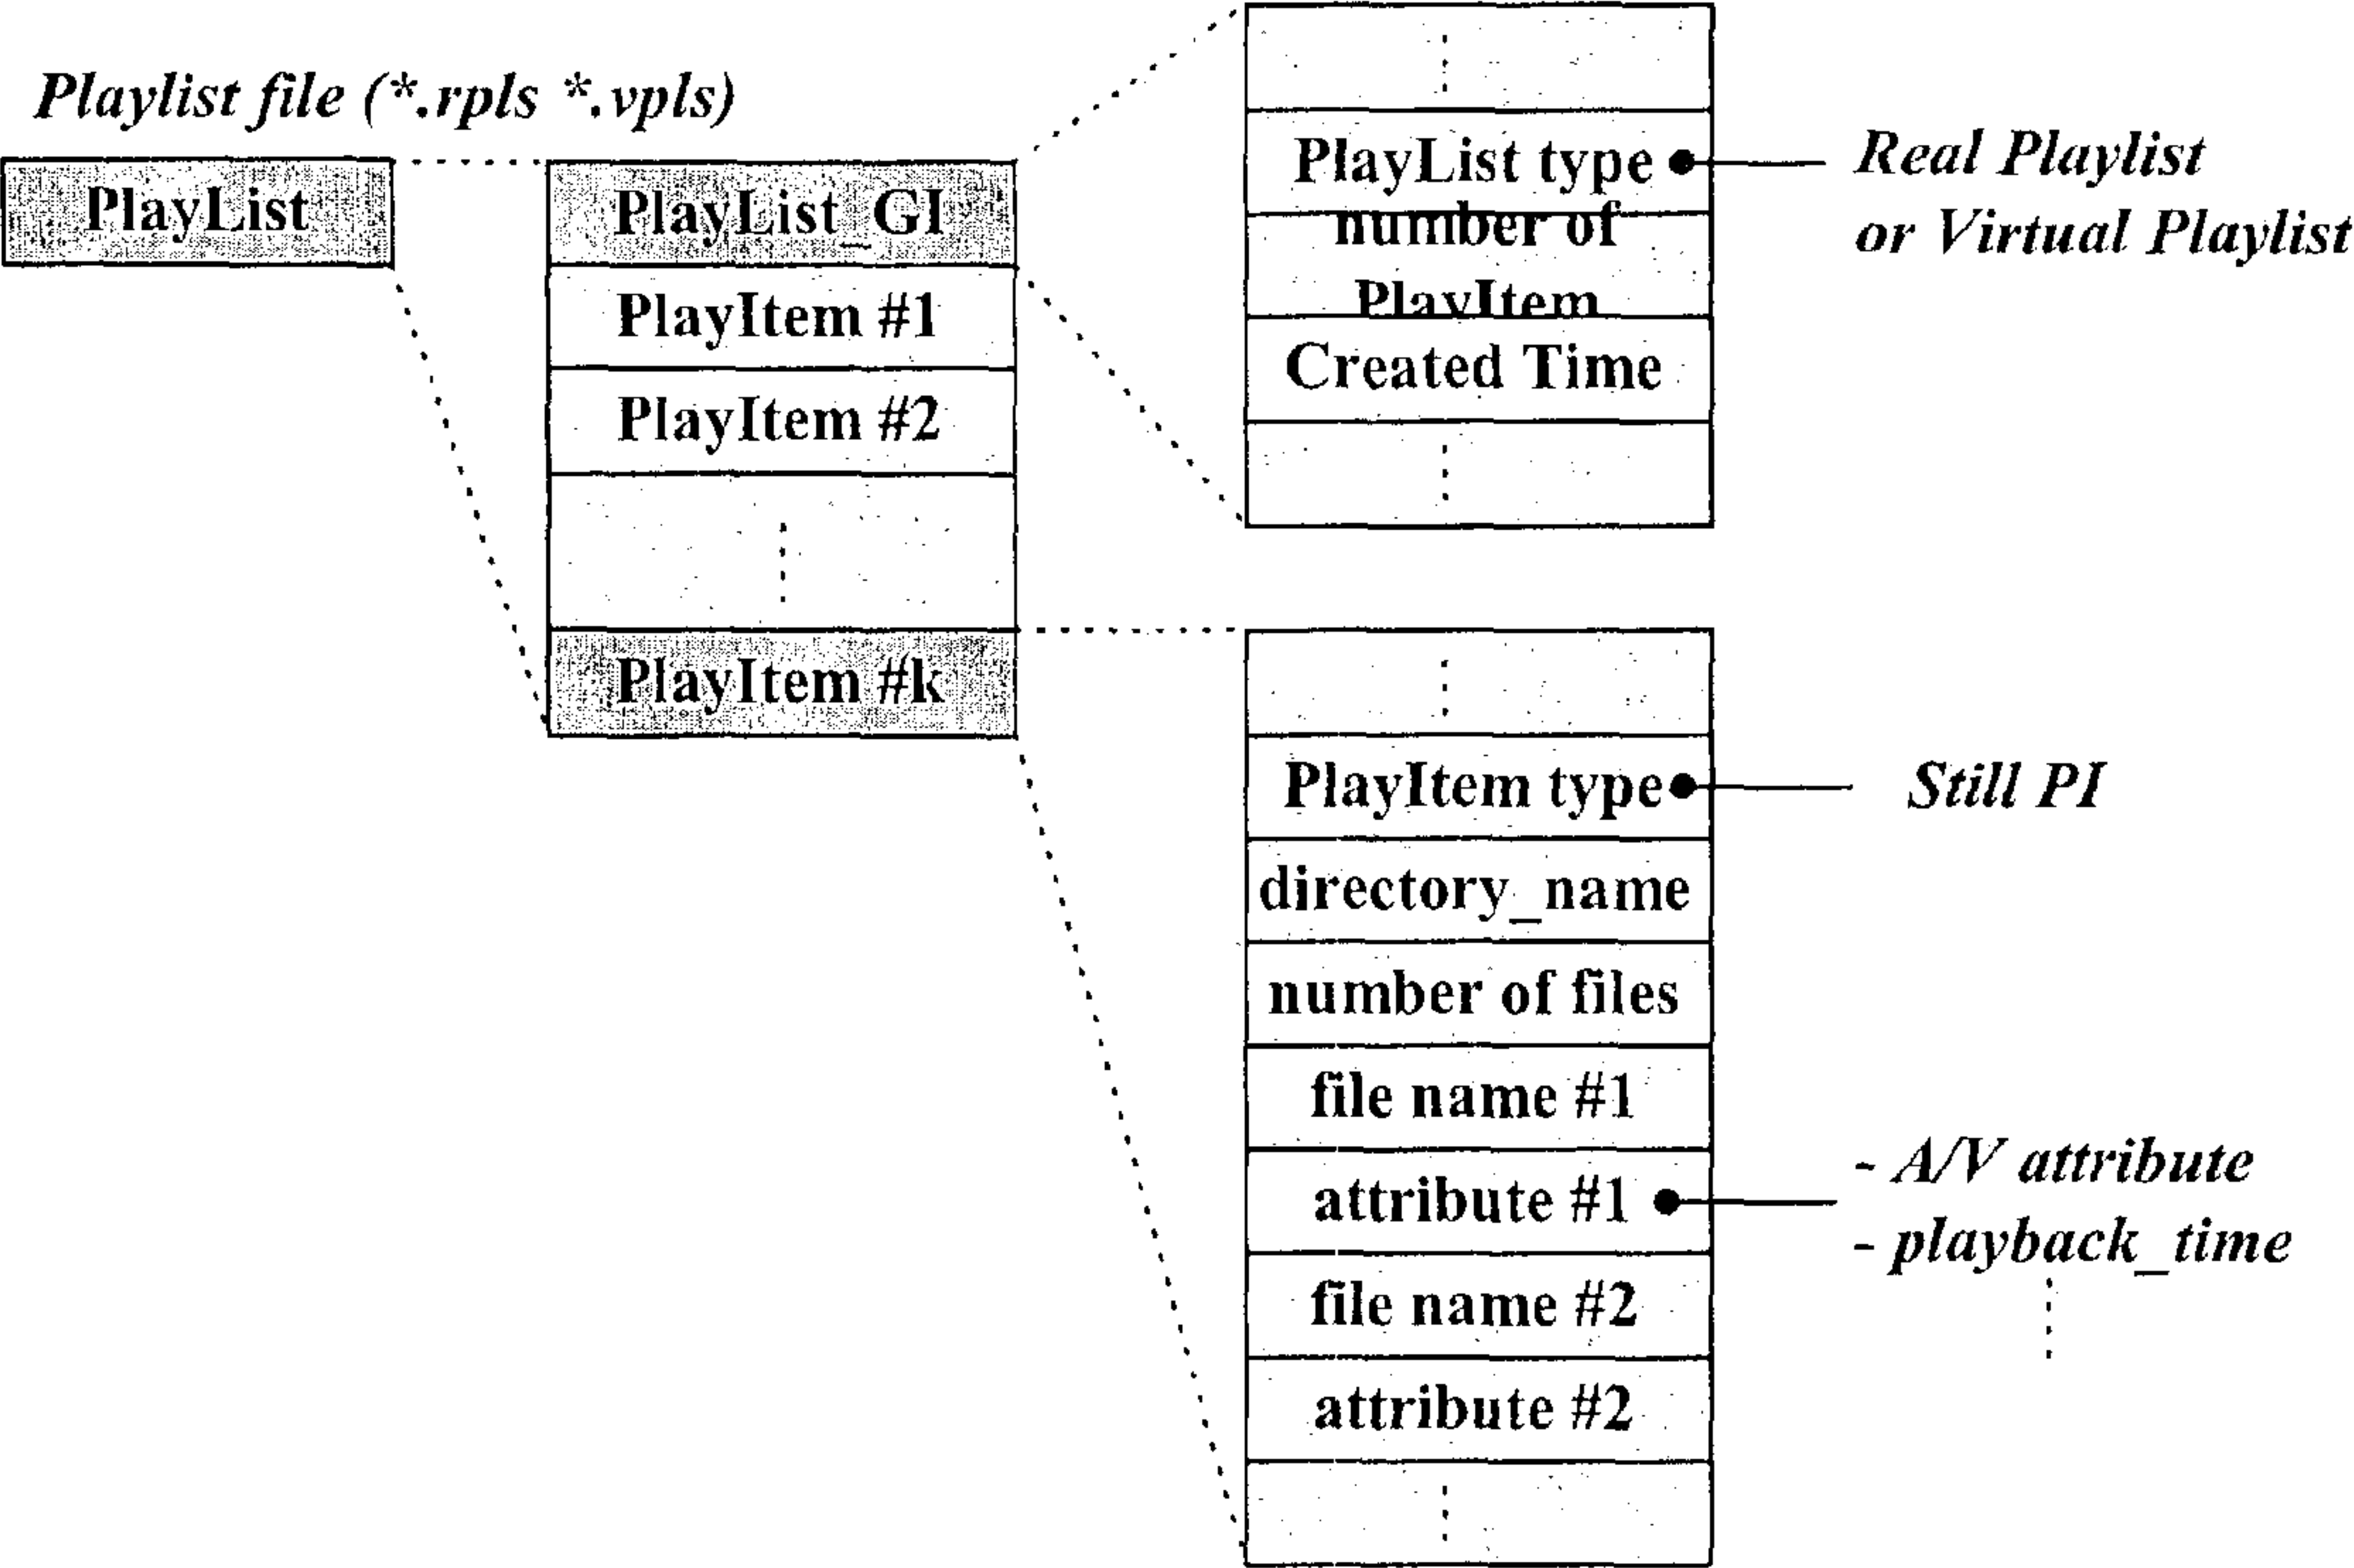 Playlist file (*.rpls *.vpls)
PlayList
PlayList_GI
PlayItem #1
PlayItem #2
PlayItem #k
PlayList type
number of
PlayItem
Created Time
Real Playlist
or Virtual Playlist
PlayItem type
directory_name
number of files
file name #1
attribute #1
file name #2
attribute #2
Still PI
- A/V attribute
- playback_time